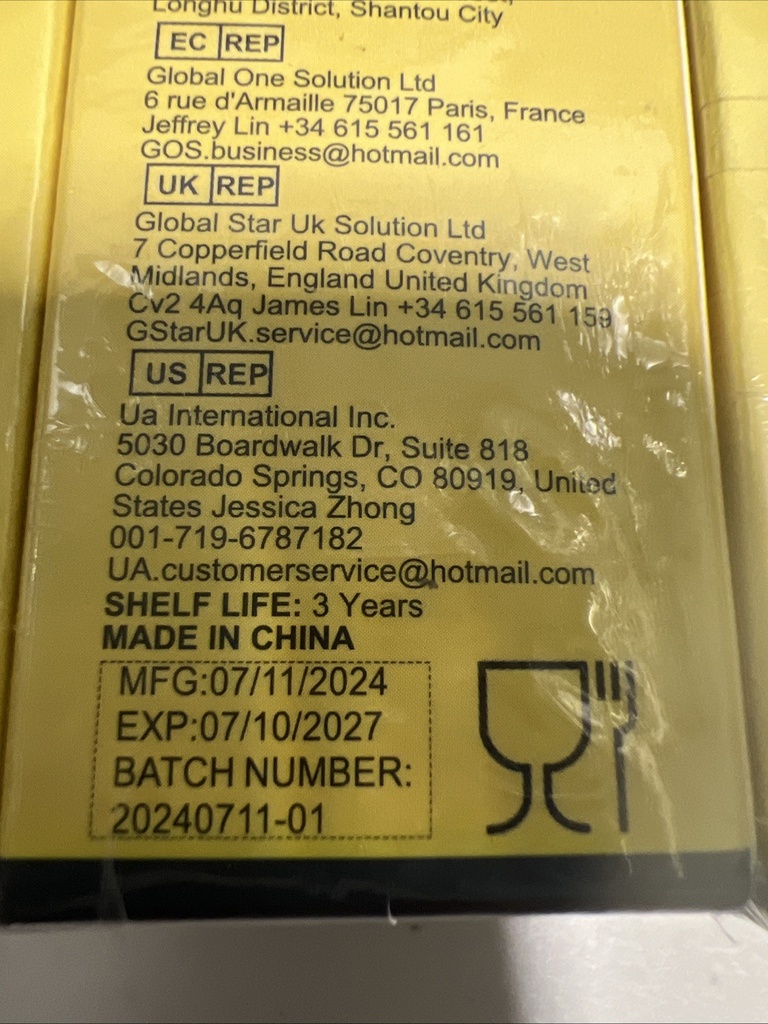 Longhu District, Shantou City
EC REP
Global One Solution Ltd
6 rue d'Armaille 75017 Paris, France
Jeffrey Lin +34 615 561 161
GOS.business@hotmail.com
UK REP
Global Star Uk Solution Ltd
7 Copperfield Road Coventry, West
Midlands, England United Kingdom
Cv2 4Aq James Lin +34 615 561 159
GStarUK.service@hotmail.com
US REP
Ua International Inc.
5030 Boardwalk Dr, Suite 818
Colorado Springs, CO 80919, United
States Jessica Zhong
001-719-6787182
UA.customerservice@hotmail.com
SHELF LIFE: 3 Years
MADE IN CHINA
MFG:07/11/2024
EXP:07/10/2027
BATCH NUMBER:
20240711-01